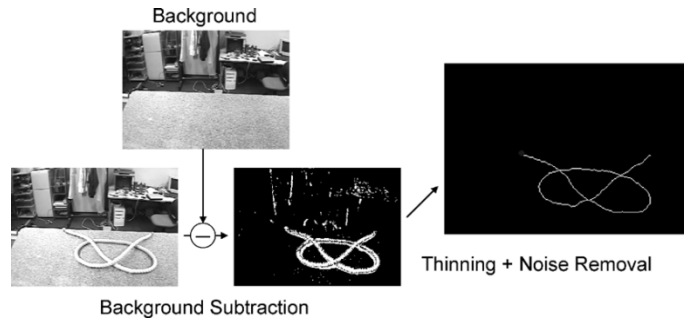 Background
Background Subtraction
Thinning + Noise Removal